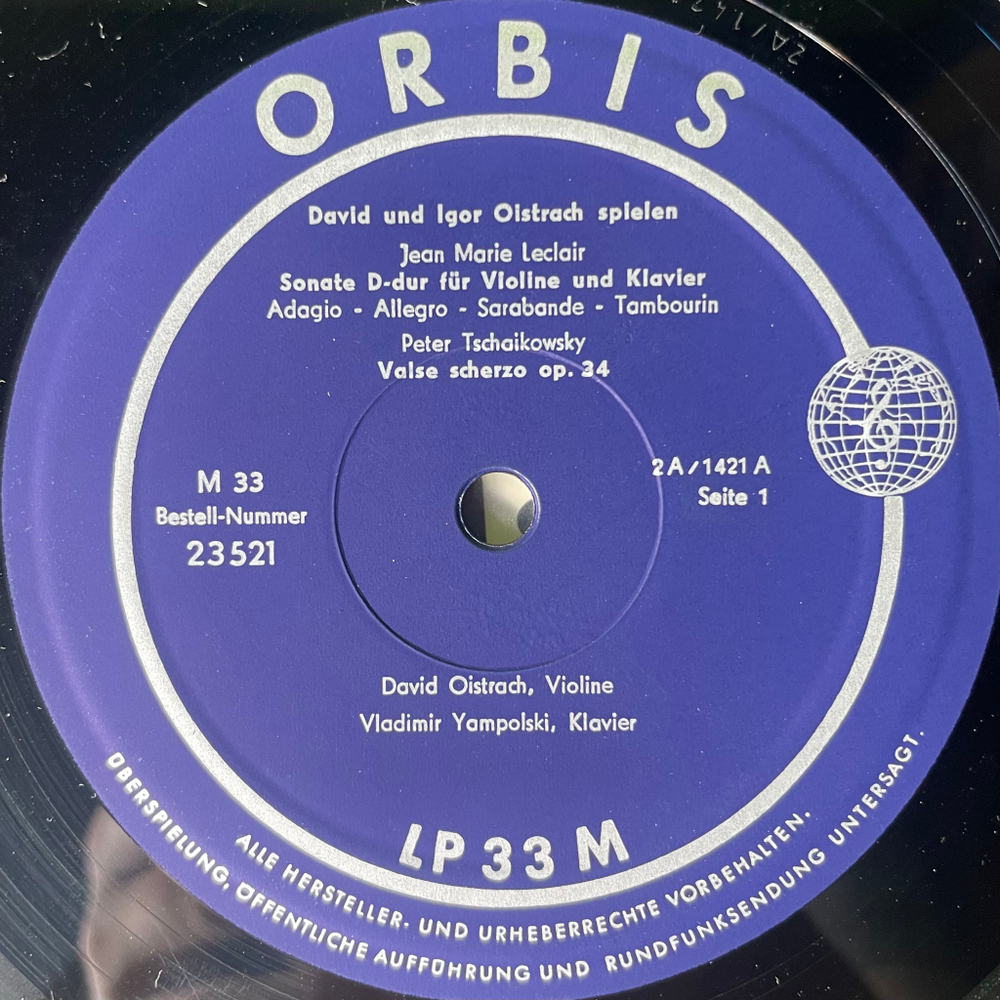 ORBIS
David und Igor Oistrach spielen
Jean Marie Leclair
Sonate D-dur für Violine und Klavier
Adagio - Allegro - Sarabande - Tambourin
Peter Tschaikowsky
Valse scherzo op. 34
M 33
Bestell-Nummer
23521
2A/1421 A
Seite 1
David Oistrach, Violine
Vladimir Yampolski, Klavier
LP 33 M
ALLE HERSTELLER- UND URHEBERRECHTE VORBEHALTEN.
ÜBERSPIELUNG, ÖFFENTLICHE AUFFÜHRUNG UND RUNDFUNKSENDUNG UNTERSAGT.